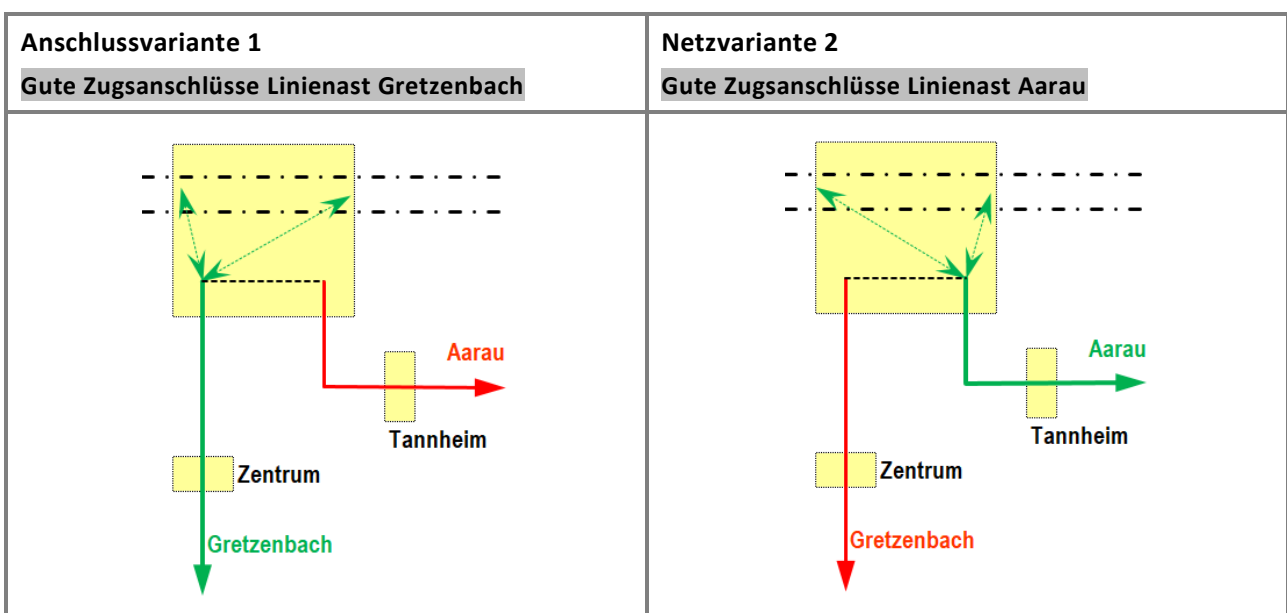 Anschlussvariante 1
Gute Zugsanschlüsse Linienast Gretzenbach
Netzvariante 2
Gute Zugsanschlüsse Linienast Aarau
Aarau
Tannheim
Zentrum
Gretzenbach
Aarau
Tannheim
Zentrum
Gretzenbach